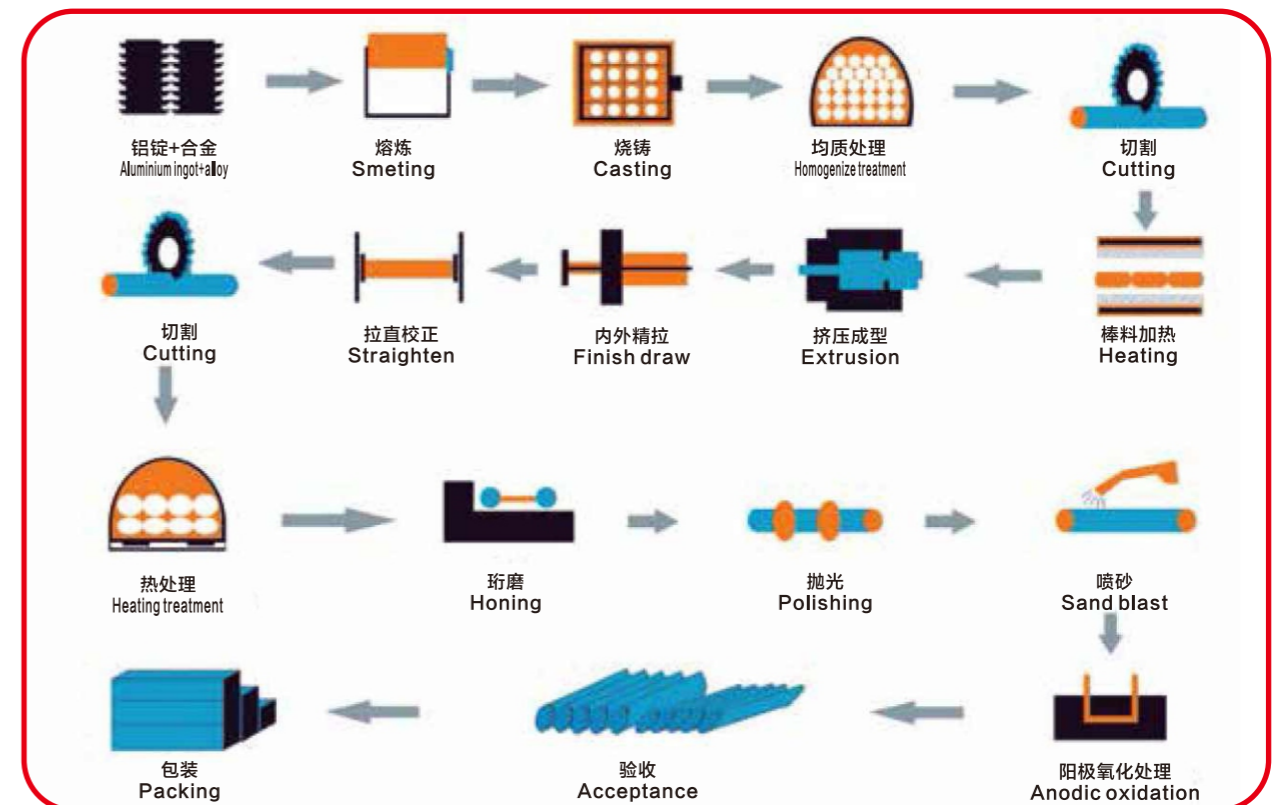 铝锭+合金
Aluminium ingot+alloy
熔炼
Smeting
烧铸
Casting
均质处理
Homogenize treatment
切割
Cutting
切割
Cutting
拉直校正
Straighten
内外精拉
Finish draw
挤压成型
Extrusion
棒料加热
Heating
热处理
Heating treatment
珩磨
Honing
抛光
Polishing
喷砂
Sand blast
包装
Packing
验收
Acceptance
阳极氧化处理
Anodic oxidation